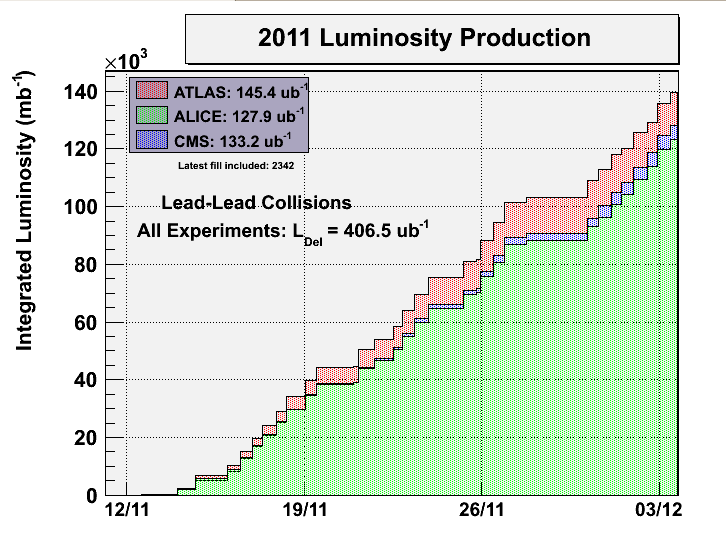 2011 Luminosity Production
×10³
Integrated Luminosity (mb⁻¹)
140
120
100
80
60
40
20
0
ATLAS: 145.4 ub⁻¹
ALICE: 127.9 ub⁻¹
CMS: 133.2 ub⁻¹
Latest fill included: 2342
Lead-Lead Collisions
All Experiments: L_Del = 406.5 ub⁻¹
12/11 19/11 26/11 03/12